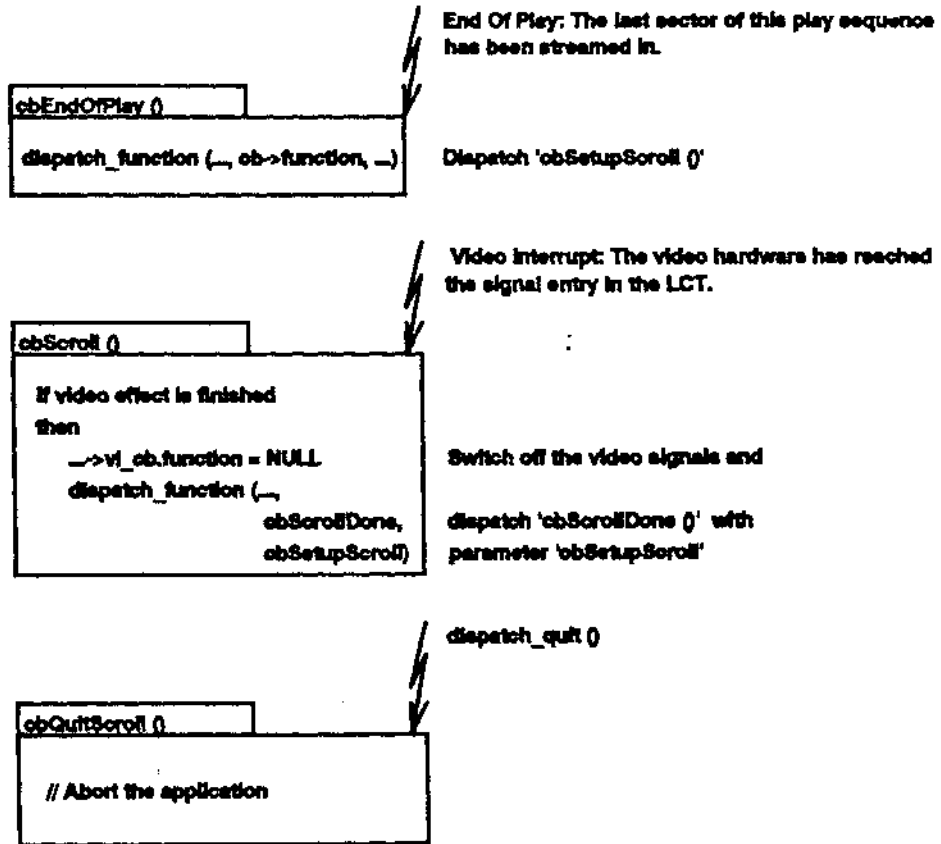 End Of Play: The last sector of this play sequence
has been streamed in.
cbEndOfPlay ()
dispatch_function (..., cb->function, ...)
Dispatch 'cbSetupScroll ()'
Video Interrupt: The video hardware has reached
the signal entry in the LCT.
cbScroll ()
If video effect is finished
then
...->vi_cb.function = NULL
Switch off the video signals and
dispatch_function (...,
cbScrollDone,
dispatch 'cbScrollDone ()' with
cbSetupScroll)
parameter 'cbSetupScroll'
dispatch_quit ()
cbQuitScroll ()
// Abort the application